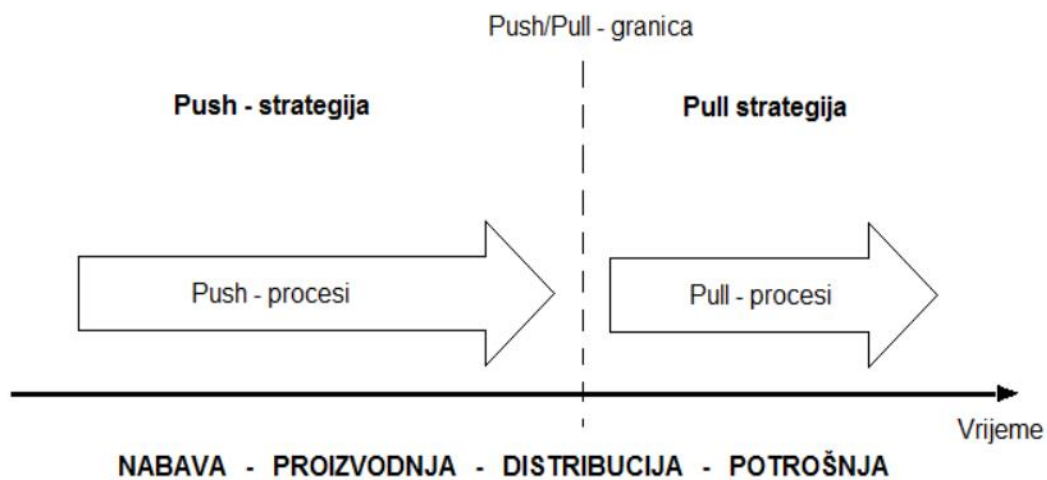 Push/Pull - granica
Push - strategija
Pull strategija
Push - procesi
Pull - procesi
Vrijeme
NABAVA - PROIZVODNJA - DISTRIBUCIJA - POTROŠNJA